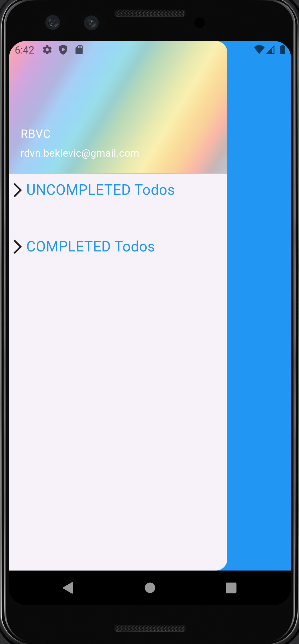 6:42
RBVC
rdvn.beklevic@gmail.com
UNCOMPLETED Todos
COMPLETED Todos